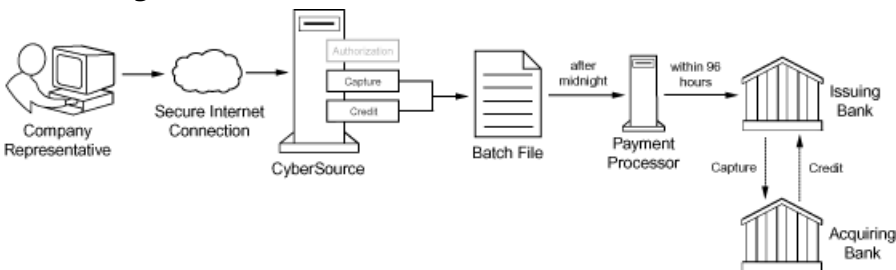 Authorization
Capture
Credit
after
midnight
within 96
hours
Company
Representative
Secure Internet
Connection
CyberSource
Batch File
Payment
Processor
Issuing
Bank
Capture
Credit
Acquiring
Bank